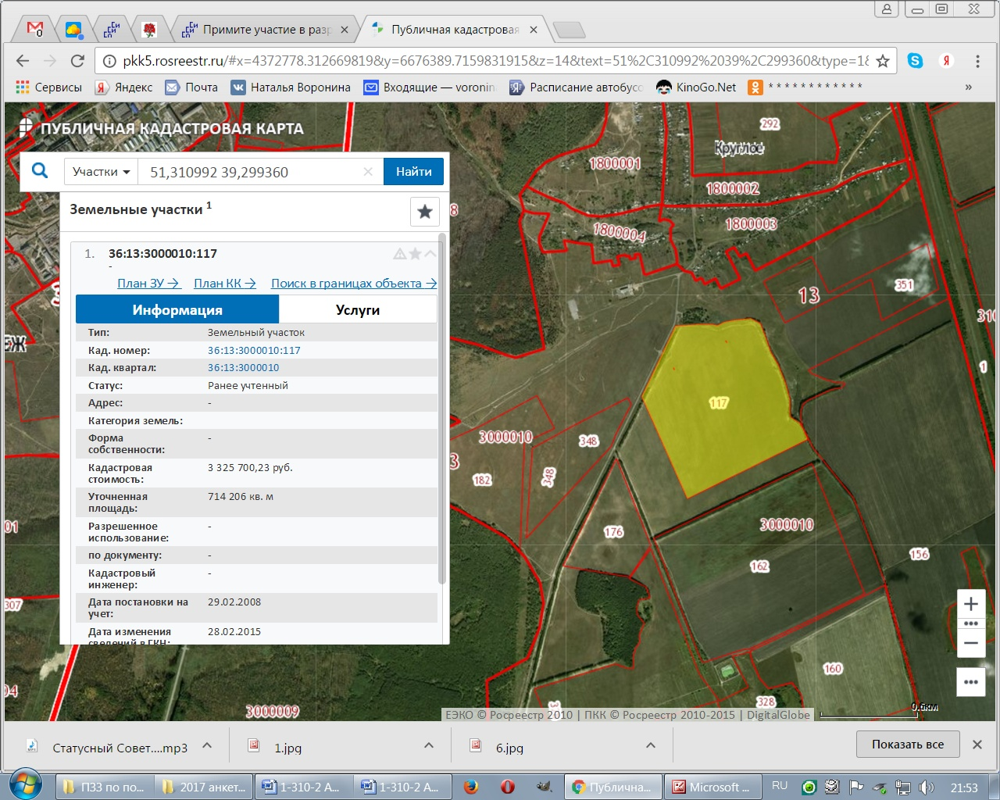 0
Примите участие в разр
Публичная кадастровая
pkk5.rosreestr.ru/#x=4372778.312669819&y=6676389.7159831915&z=14&text=51%2C310992%2039%2C299360&type=1&
Сервисы
Яндекс
Почта
Наталья Воронина
Входящие — voronin
Расписание автобус
KinoGo.Net
* * * * * * * * * * * *
»
ПУБЛИЧНАЯ КАДАСТРОВАЯ КАРТА
Участки
51,310992 39,299360
Найти
Земельные участки 1
1.
36:13:3000010:117
-
План ЗУ →
План КК →
Поиск в границах объекта →
Информация
Услуги
Тип: Земельный участок
Кад. номер: 36:13:3000010:117
Кад. квартал: 36:13:3000010
Статус: Ранее учтенный
Адрес: -
Категория земель:
Форма собственности: -
Кадастровая стоимость: 3 325 700,23 руб.
Уточненная площадь: 714 206 кв. м
Разрешенное использование: -
по документу: -
Кадастровый инженер: -
Дата постановки на учет: 29.02.2008
Дата изменения сведений в ГКН: 28.02.2015
292
Круглое
1800001
1800002
1800003
1800004
8
13
351
310
1
117
3000010
348
348
182
3
176
3000010
162
156
160
328
3000009
01
307
04
ЕЖ
0.6км
ЕЭКО © Росреестр 2010 | ПКК © Росреестр 2010-2015 | DigitalGlobe
Статусный Совет....mp3
1.jpg
6.jpg
Показать все
ПЗЗ по по...
2017 анкет...
1-310-2 А...
1-310-2 А...
Публична...
Microsoft ...
RU
21:53